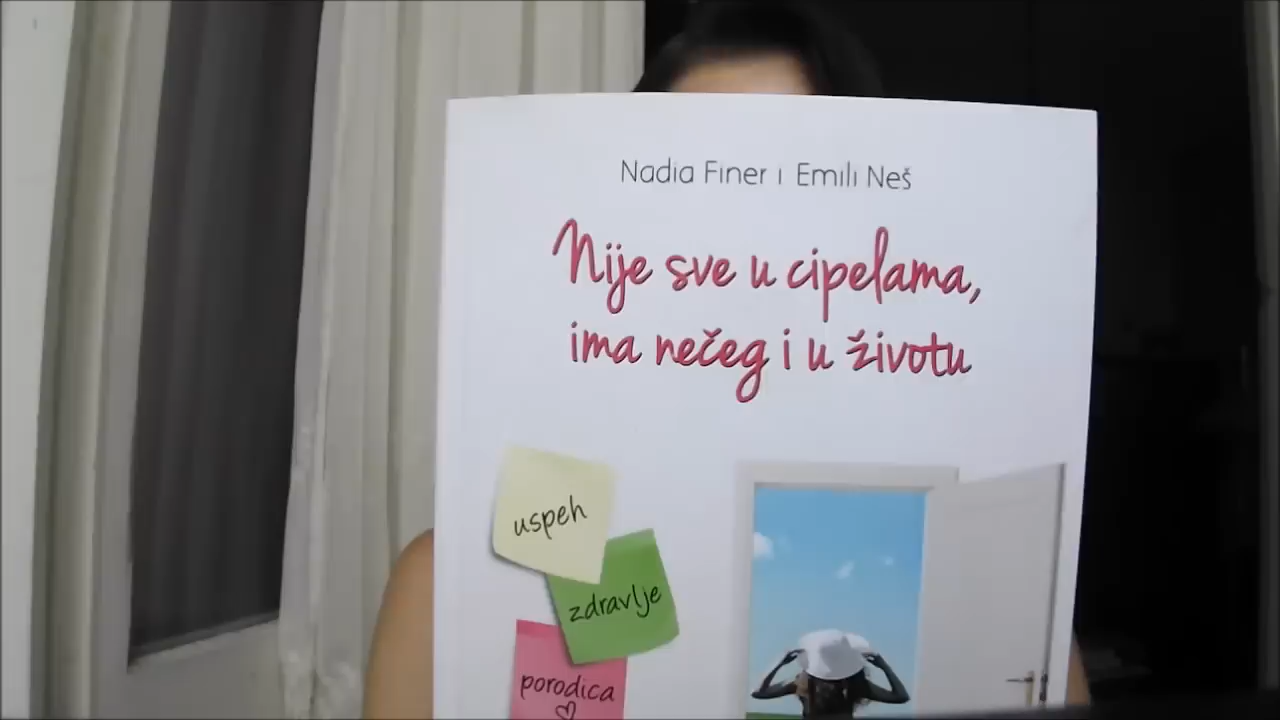 Nadia Finer i Emili Neš
Nije sve u cipelama,
ima nečeg i u životu
uspeh
zdravlje
porodica